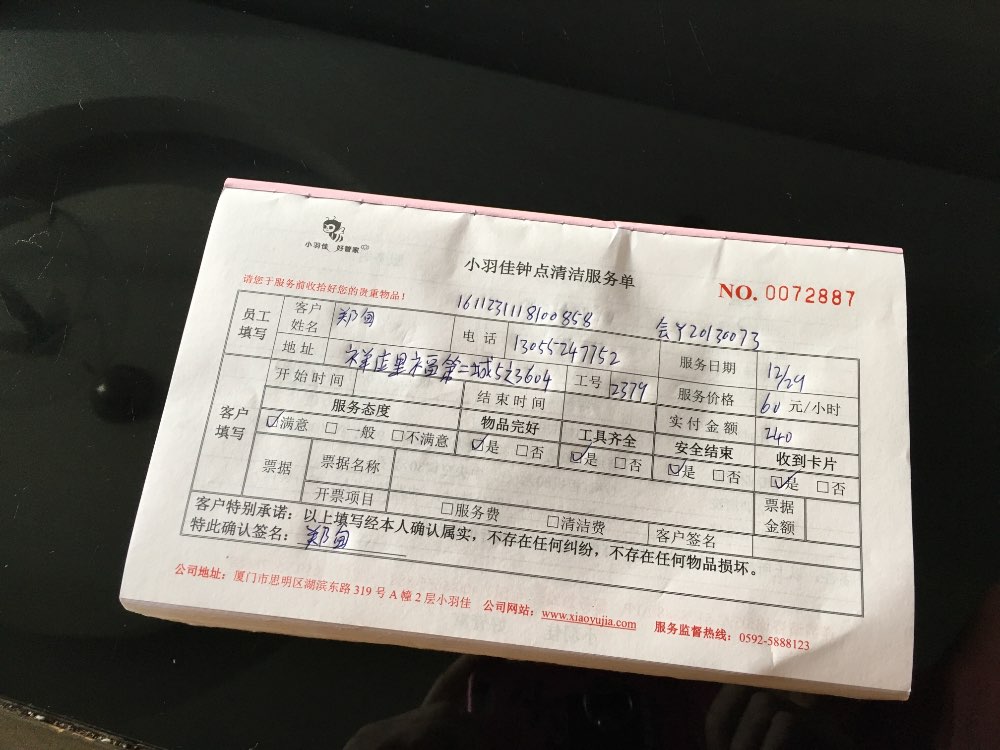 小羽佳 好管家
小羽佳钟点清洁服务单
NO. 0072887
请您于服务前收拾好您的贵重物品！
1611231118100858 会Y20130073
员工填写 客户姓名 郑 电话 13055247752 服务日期 12/29
地址 祥店里福第二城 523604 工号 2379 服务价格 60 元/小时
开始时间 结束时间 实付金额 240
客户填写 服务态度 物品完好 工具齐全 安全结束 收到卡片
☑满意 □一般 □不满意 ☑是 □否 ☑是 □否 ☑是 □否 ☑是 □否
票据 票据名称 票据金额
开票项目 □服务费 □清洁费 客户签名
客户特别承诺：以上填写经本人确认属实，不存在任何纠纷，不存在任何物品损坏。
特此确认签名：郑
公司地址：厦门市思明区湖滨东路 319 号 A 幢 2 层小羽佳 公司网站：www.xiaoyujia.com 服务监督热线：0592-5888123